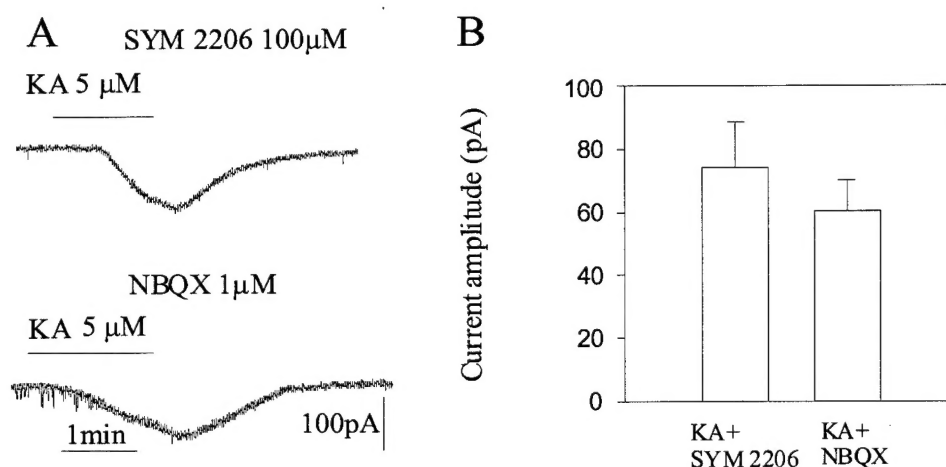 A
SYM 2206 100μM
KA 5 μM
NBQX 1μM
KA 5 μM
1min
100pA
B
Current amplitude (pA)
100
80
60
40
20
0
KA+
SYM 2206
KA+
NBQX